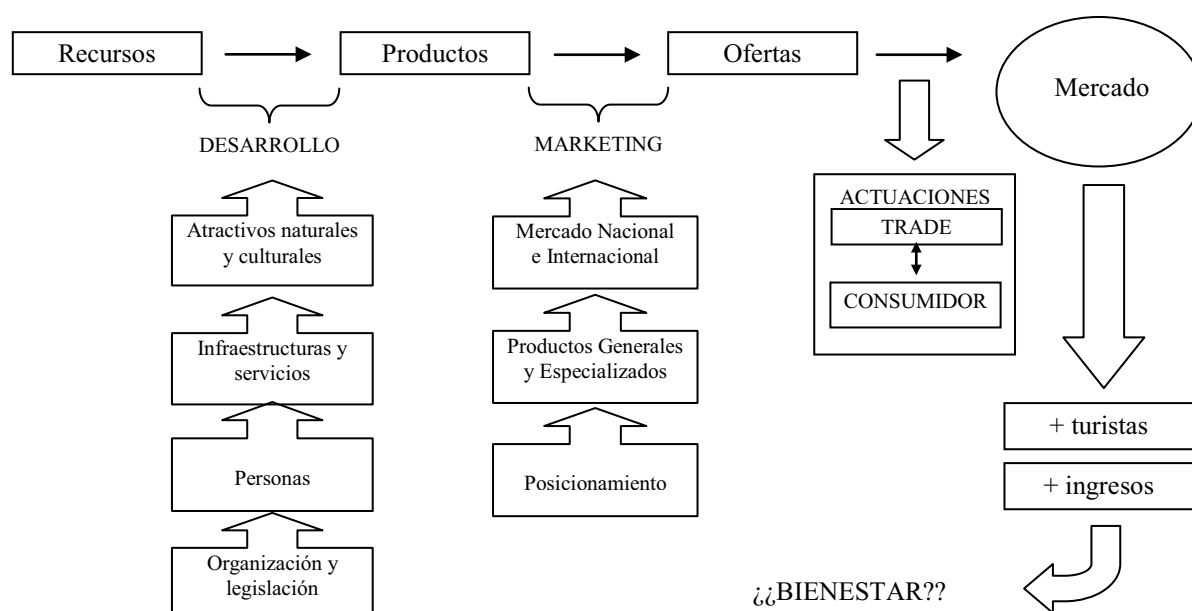 Recursos
Productos
Ofertas
Mercado
DESARROLLO
MARKETING
Atractivos naturales
y culturales
Infraestructuras y
servicios
Personas
Organización y
legislación
Mercado Nacional
e Internacional
Productos Generales
y Especializados
Posicionamiento
ACTUACIONES
TRADE
CONSUMIDOR
+ turistas
+ ingresos
¿¿BIENESTAR??